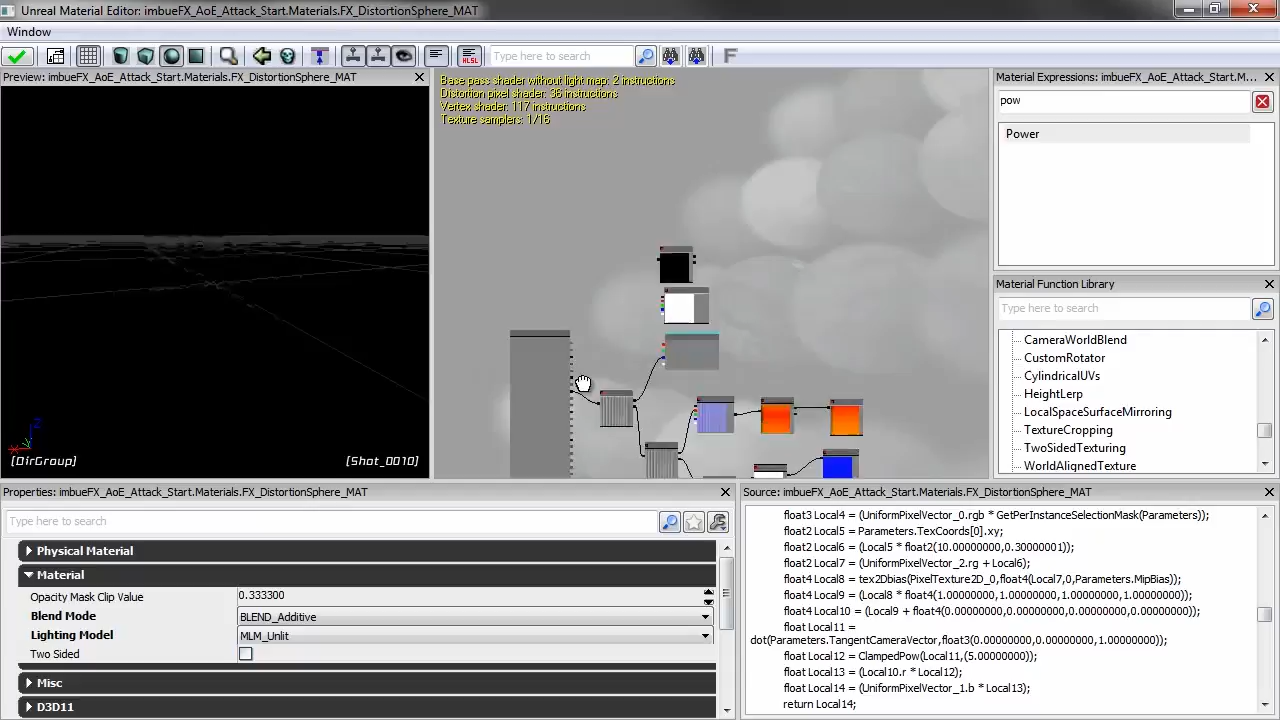 Unreal Material Editor: imbueFX_AoE_Attack_Start.Materials.FX_DistortionSphere_MAT
Window
HLSL
Type here to search
F
Preview: imbueFX_AoE_Attack_Start.Materials.FX_DistortionSphere_MAT
Z
[DirGroup]
[Shot_0010]
Base pass shader without light map: 2 instructions
Distortion pixel shader: 36 instructions
Vertex shader: 117 instructions
Texture samplers: 1/16
Material Expressions: imbueFX_AoE_Attack_Start.M...
pow
Power
Material Function Library
Type here to search
CameraWorldBlend
CustomRotator
CylindricalUVs
HeightLerp
LocalSpaceSurfaceMirroring
TextureCropping
TwoSidedTexturing
WorldAlignedTexture
Properties: imbueFX_AoE_Attack_Start.Materials.FX_DistortionSphere_MAT
Type here to search
Physical Material
Material
Opacity Mask Clip Value
0.333300
Blend Mode
BLEND_Additive
Lighting Model
MLM_Unlit
Two Sided
Misc
D3D11
Source: imbueFX_AoE_Attack_Start.Materials.FX_DistortionSphere_MAT
float3 Local4 = (UniformPixelVector_0.rgb * GetPerInstanceSelectionMask(Parameters));
float2 Local5 = Parameters.TexCoords[0].xy;
float2 Local6 = (Local5 * float2(10.00000000,0.30000001));
float2 Local7 = (UniformPixelVector_2.rg + Local6);
float4 Local8 = tex2Dbias(PixelTexture2D_0,float4(Local7,0,Parameters.MipBias));
float4 Local9 = (Local8 * float4(1.00000000,1.00000000,1.00000000,1.00000000));
float4 Local10 = (Local9 + float4(0.00000000,0.00000000,0.00000000,0.00000000));
float Local11 =
dot(Parameters.TangentCameraVector,float3(0.00000000,0.00000000,1.00000000));
float Local12 = ClampedPow(Local11,(5.00000000));
float Local13 = (Local10.r * Local12);
float Local14 = (UniformPixelVector_1.b * Local13);
return Local14;